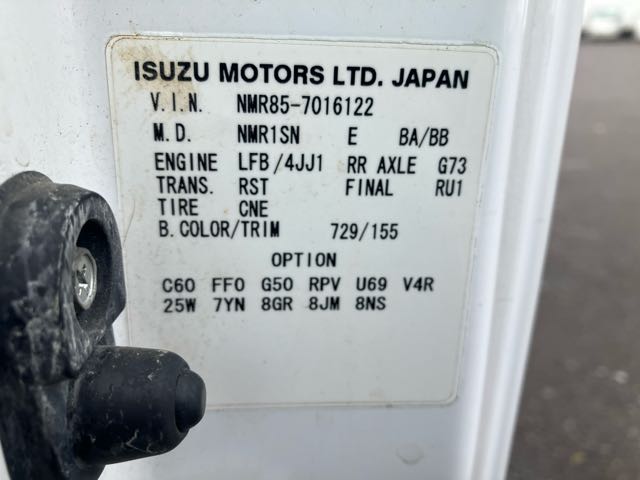 ISUZU MOTORS LTD. JAPAN
V.I.N. NMR85-7016122
M.D. NMR1SN E BA/BB
ENGINE LFB/4JJ1 RR AXLE G73
TRANS. RST FINAL RU1
TIRE CNE
B.COLOR/TRIM 729/155
OPTION
C60 FF0 G50 RPV U69 V4R
25W 7YN 8GR 8JM 8NS